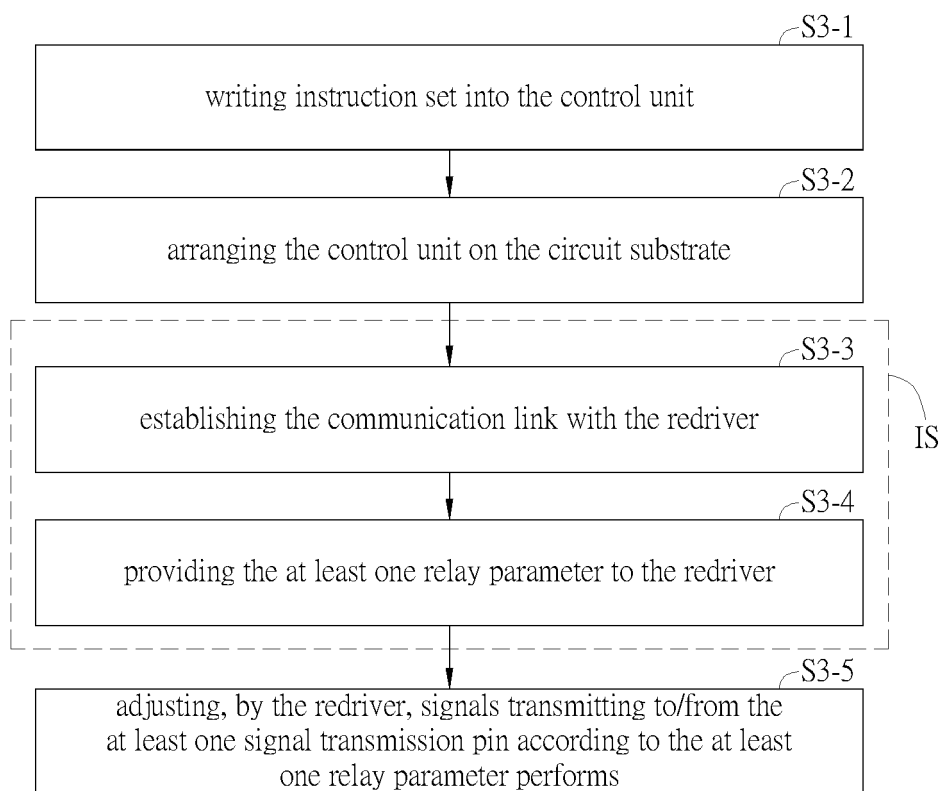 S3-1
writing instruction set into the control unit
S3-2
arranging the control unit on the circuit substrate
S3-3
establishing the communication link with the redriver
IS
S3-4
providing the at least one relay parameter to the redriver
S3-5
adjusting, by the redriver, signals transmitting to/from the
at least one signal transmission pin according to the at least
one relay parameter performs